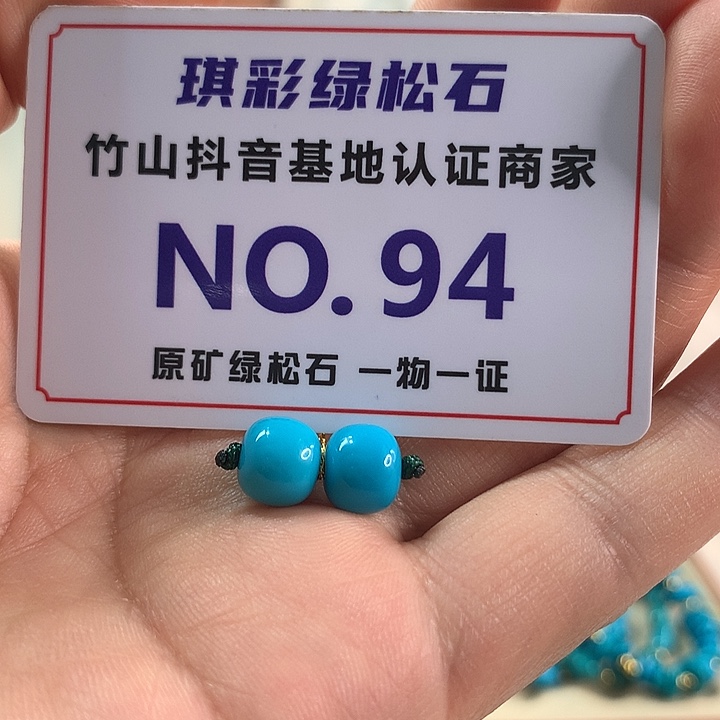 琪彩绿松石
竹山抖音基地认证商家
NO.94
原矿绿松石 一物一证